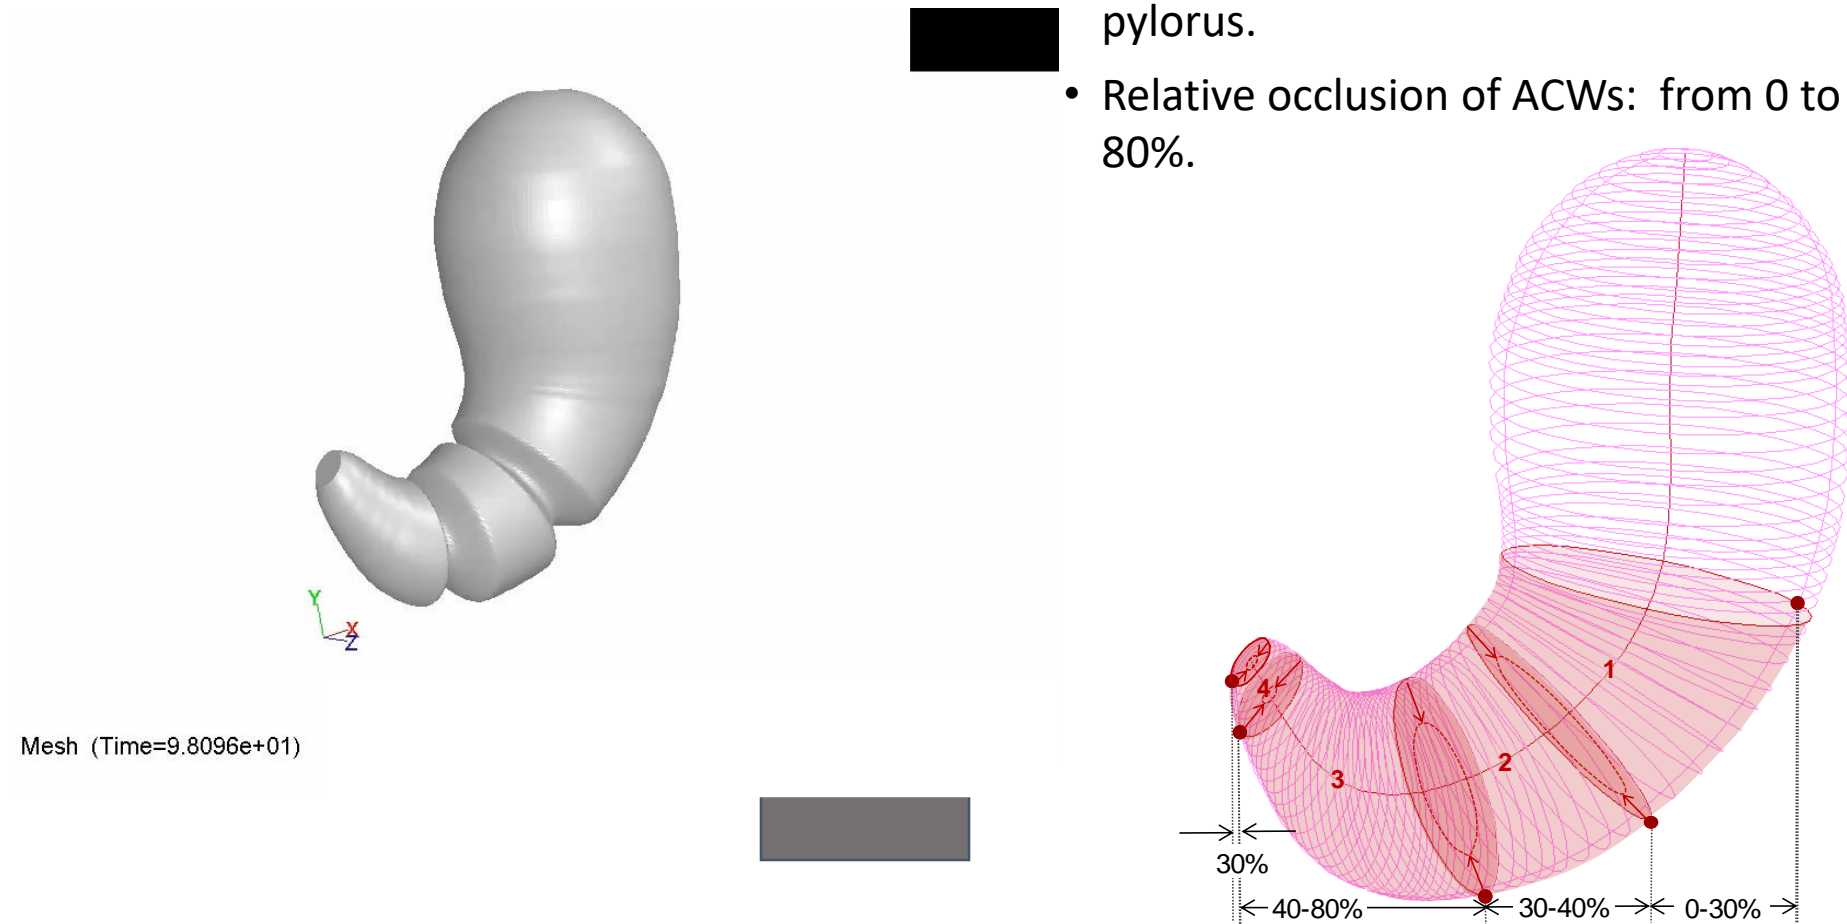 pylorus.
• Relative occlusion of ACWs: from 0 to
80%.
Y
X
Z
Mesh (Time=9.8096e+01)
1
2
3
4
30%
40-80%
30-40%
0-30%